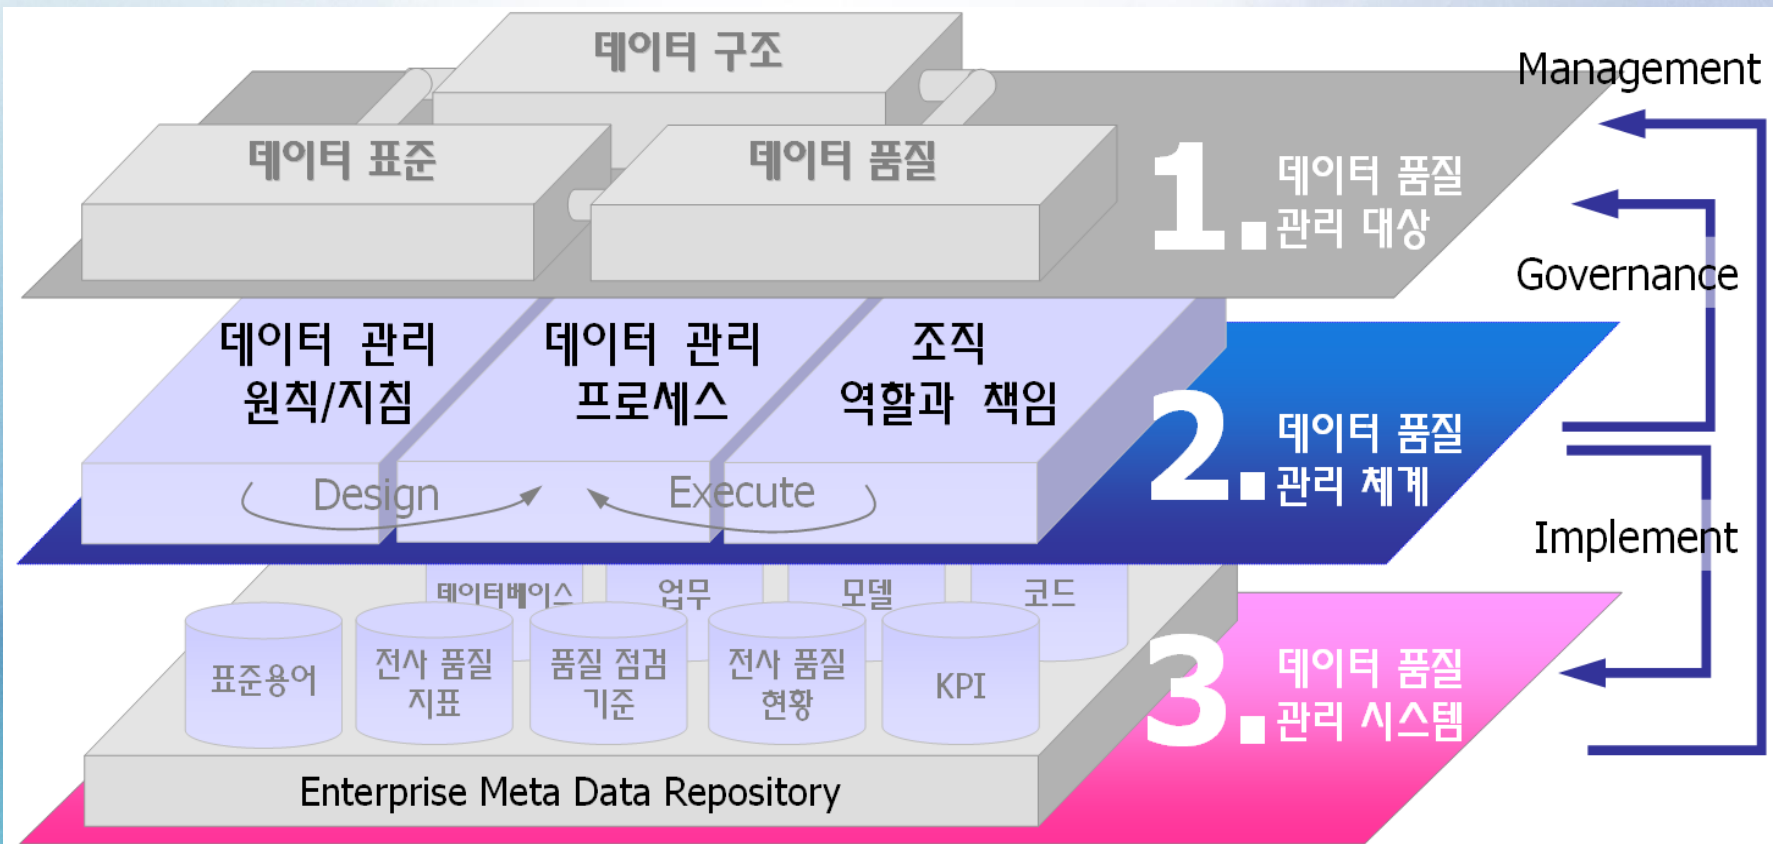 데이터 구조
데이터 표준
데이터 품질
1. 데이터 품질
관리 대상
Management
Governance
데이터 관리
원칙/지침
데이터 관리
프로세스
조직
역할과 책임
Design
Execute
2. 데이터 품질
관리 체계
Implement
데이터베이스
업무
모델
코드
표준용어
전사 품질
지표
품질 점검
기준
전사 품질
현황
KPI
3. 데이터 품질
관리 시스템
Enterprise Meta Data Repository